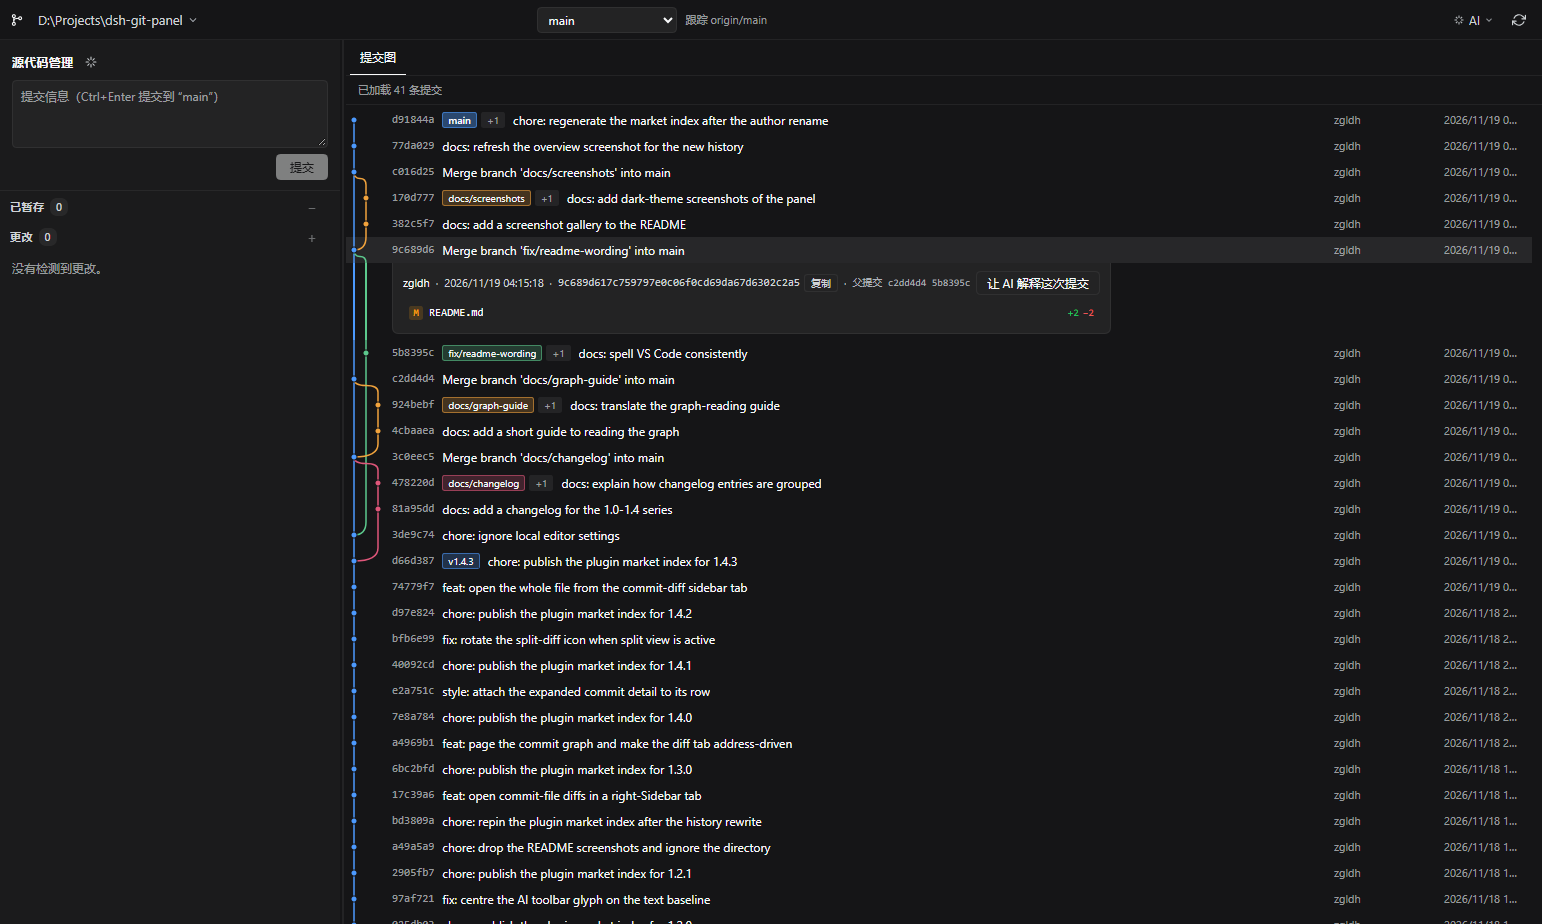 D:\Projects\dsh-git-panel
main 跟踪 origin/main
AI
源代码管理
提交信息（Ctrl+Enter 提交到 “main”）
提交
已暂存 0
更改 0
没有检测到更改。
提交图
已加载 41 条提交
d91844a main +1 chore: regenerate the market index after the author rename zgldh 2026/11/19 0...
77da029 docs: refresh the overview screenshot for the new history zgldh 2026/11/19 0...
c016d25 Merge branch 'docs/screenshots' into main zgldh 2026/11/19 0...
170d777 docs/screenshots +1 docs: add dark-theme screenshots of the panel zgldh 2026/11/19 0...
382c5f7 docs: add a screenshot gallery to the README zgldh 2026/11/19 0...
9c689d6 Merge branch 'fix/readme-wording' into main zgldh 2026/11/19 0...
zgldh · 2026/11/19 04:15:18 · 9c689d617c759797e0c06f0cd69da67d6302c2a5 复制 · 父提交 c2dd4d4 5b8395c 让 AI 解释这次提交
M README.md +2 −2
5b8395c fix/readme-wording +1 docs: spell VS Code consistently zgldh 2026/11/19 0...
c2dd4d4 Merge branch 'docs/graph-guide' into main zgldh 2026/11/19 0...
924bebf docs/graph-guide +1 docs: translate the graph-reading guide zgldh 2026/11/19 0...
4cbaaea docs: add a short guide to reading the graph zgldh 2026/11/19 0...
3c0eec5 Merge branch 'docs/changelog' into main zgldh 2026/11/19 0...
478220d docs/changelog +1 docs: explain how changelog entries are grouped zgldh 2026/11/19 0...
81a95dd docs: add a changelog for the 1.0-1.4 series zgldh 2026/11/19 0...
3de9c74 chore: ignore local editor settings zgldh 2026/11/19 0...
d66d387 v1.4.3 chore: publish the plugin market index for 1.4.3 zgldh 2026/11/19 0...
74779f7 feat: open the whole file from the commit-diff sidebar tab zgldh 2026/11/19 0...
d97e824 chore: publish the plugin market index for 1.4.2 zgldh 2026/11/18 2...
bfb6e99 fix: rotate the split-diff icon when split view is active zgldh 2026/11/18 2...
40092cd chore: publish the plugin market index for 1.4.1 zgldh 2026/11/18 2...
e2a751c style: attach the expanded commit detail to its row zgldh 2026/11/18 2...
7e8a784 chore: publish the plugin market index for 1.4.0 zgldh 2026/11/18 2...
a4969b1 feat: page the commit graph and make the diff tab address-driven zgldh 2026/11/18 2...
6bc2bfd chore: publish the plugin market index for 1.3.0 zgldh 2026/11/18 1...
17c39a6 feat: open commit-file diffs in a right-Sidebar tab zgldh 2026/11/18 1...
bd3809a chore: repin the plugin market index after the history rewrite zgldh 2026/11/18 1...
a49a5a9 chore: drop the README screenshots and ignore the directory zgldh 2026/11/18 1...
2905fb7 chore: publish the plugin market index for 1.2.1 zgldh 2026/11/18 1...
97af721 fix: centre the AI toolbar glyph on the text baseline zgldh 2026/11/18 1...